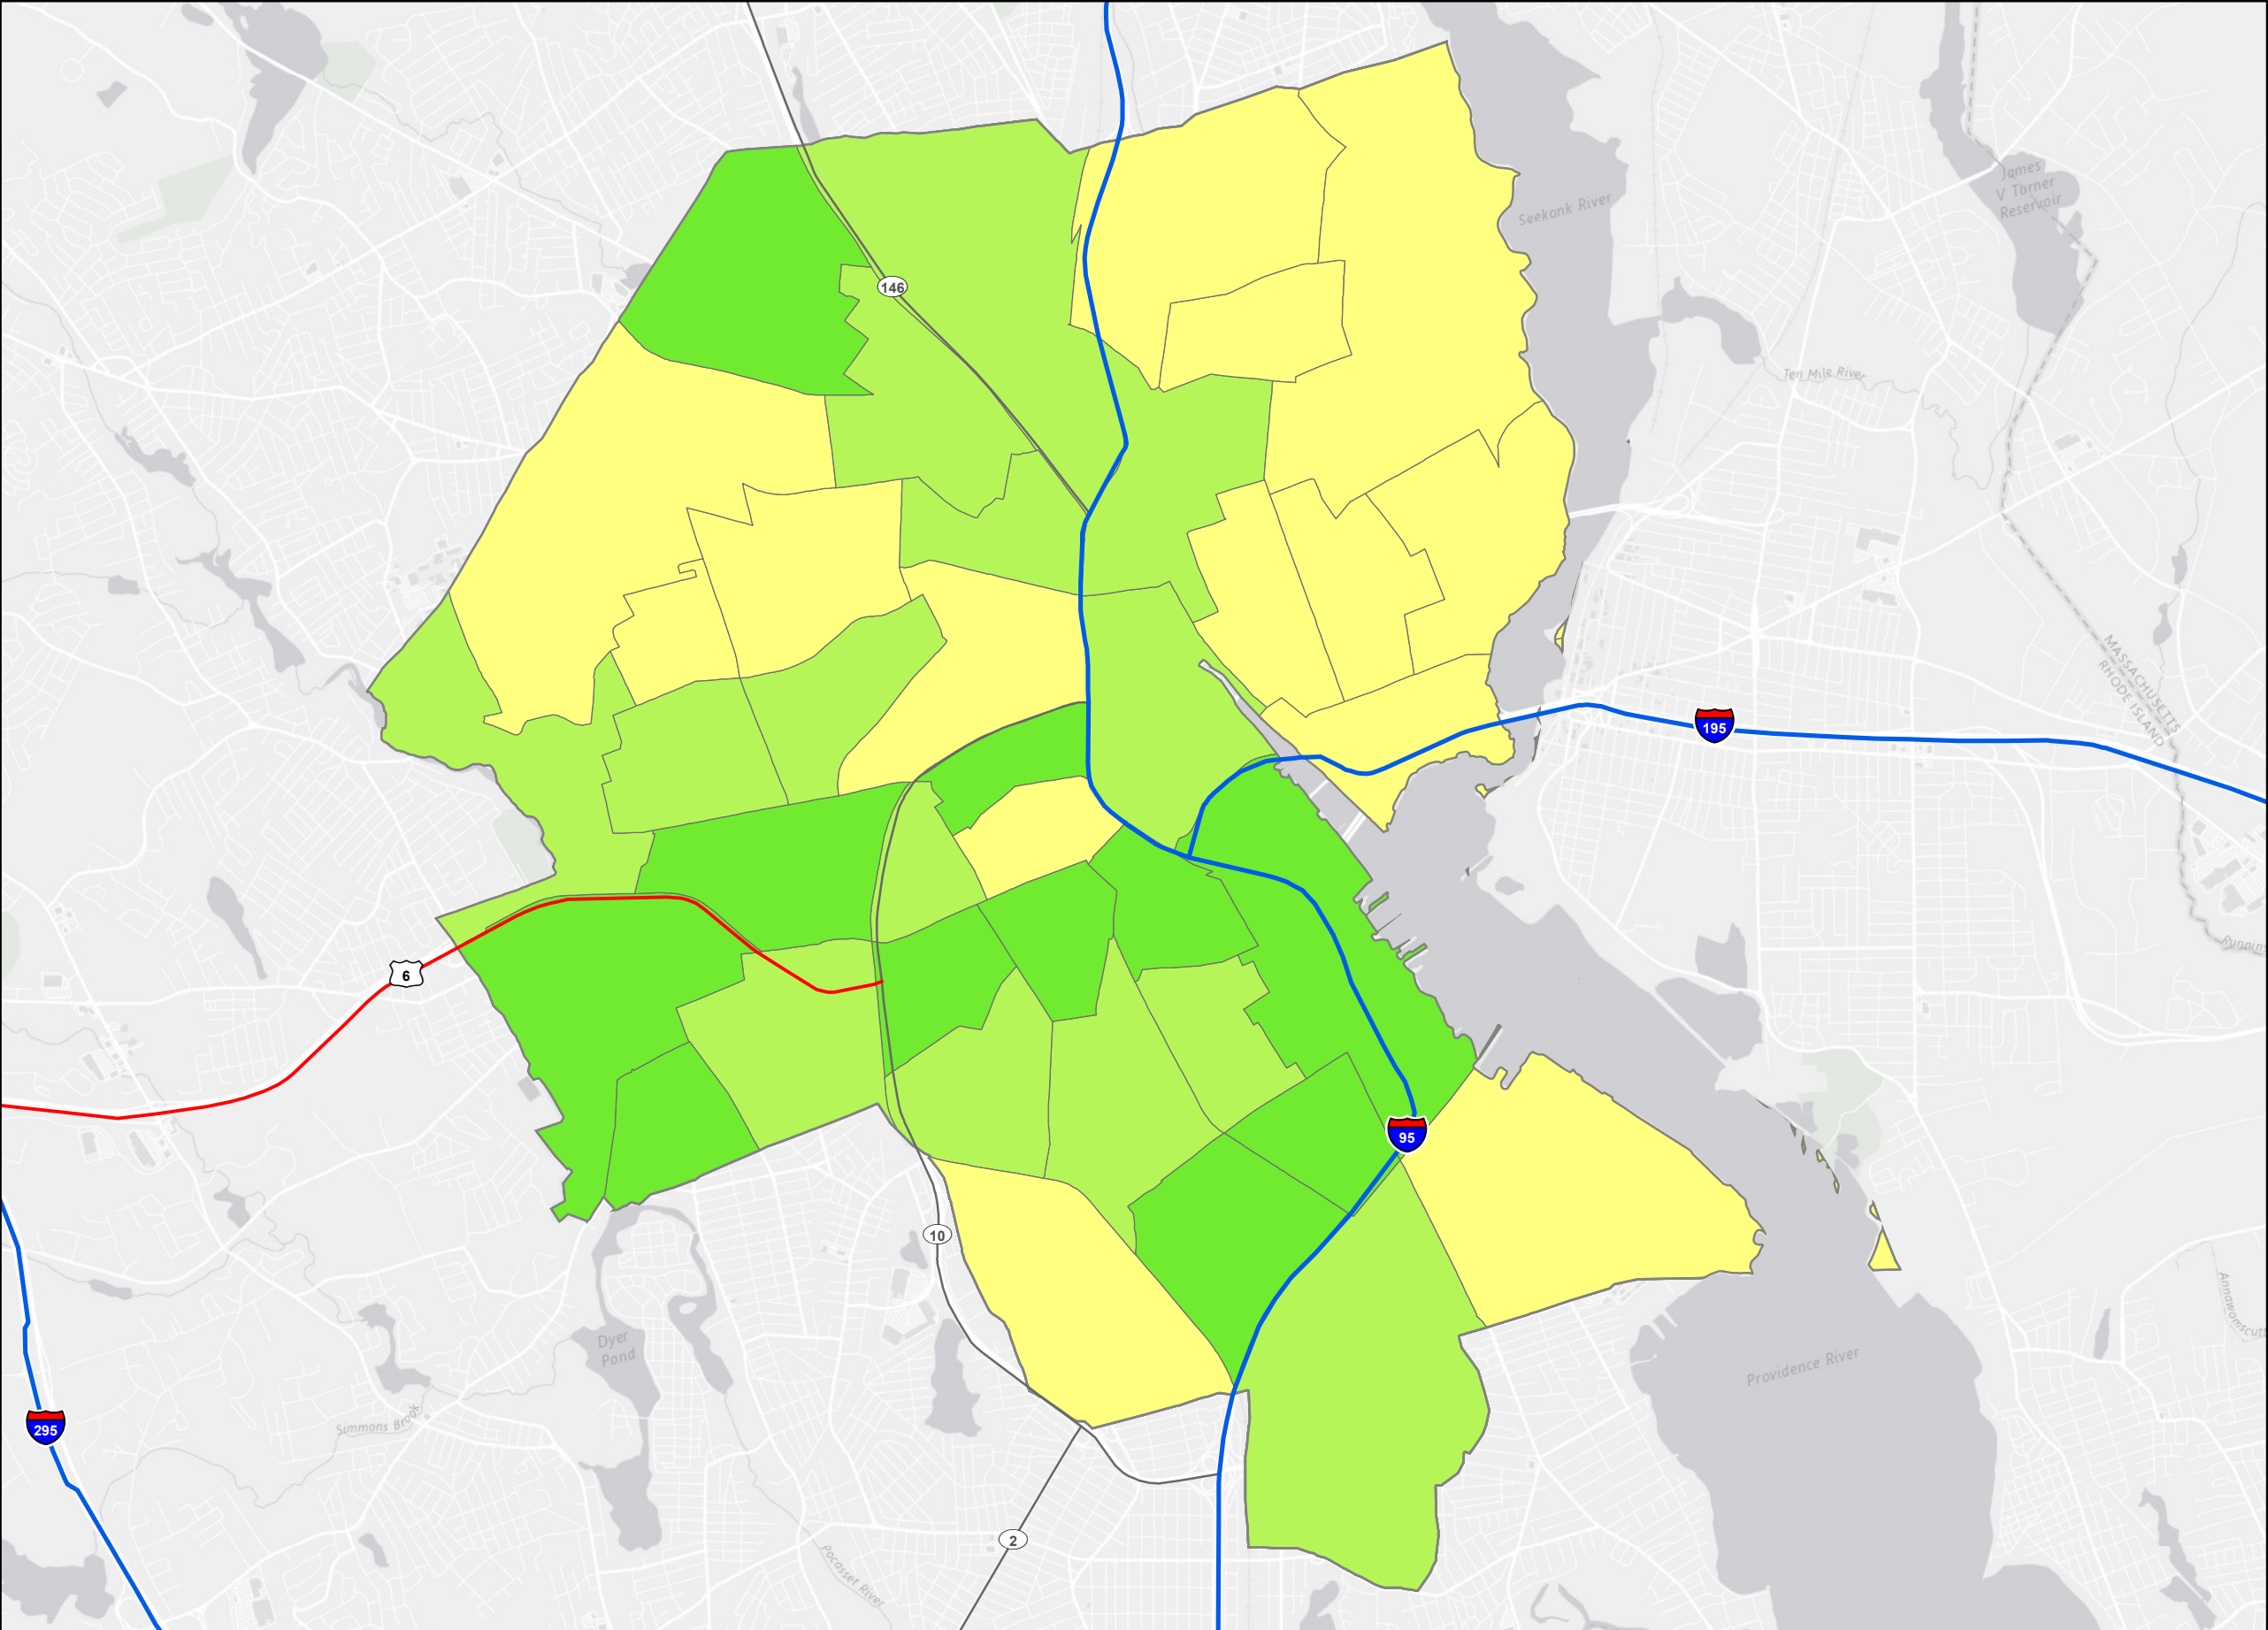 James
V Turner
Reservoir
Seekonk River
146
Ten Mile River
MASSACHUSETTS
RHODE ISLAND
195
6
95
10
Dyer
Pond
Providence River
Simmons Brook
295
2
Pocasset River